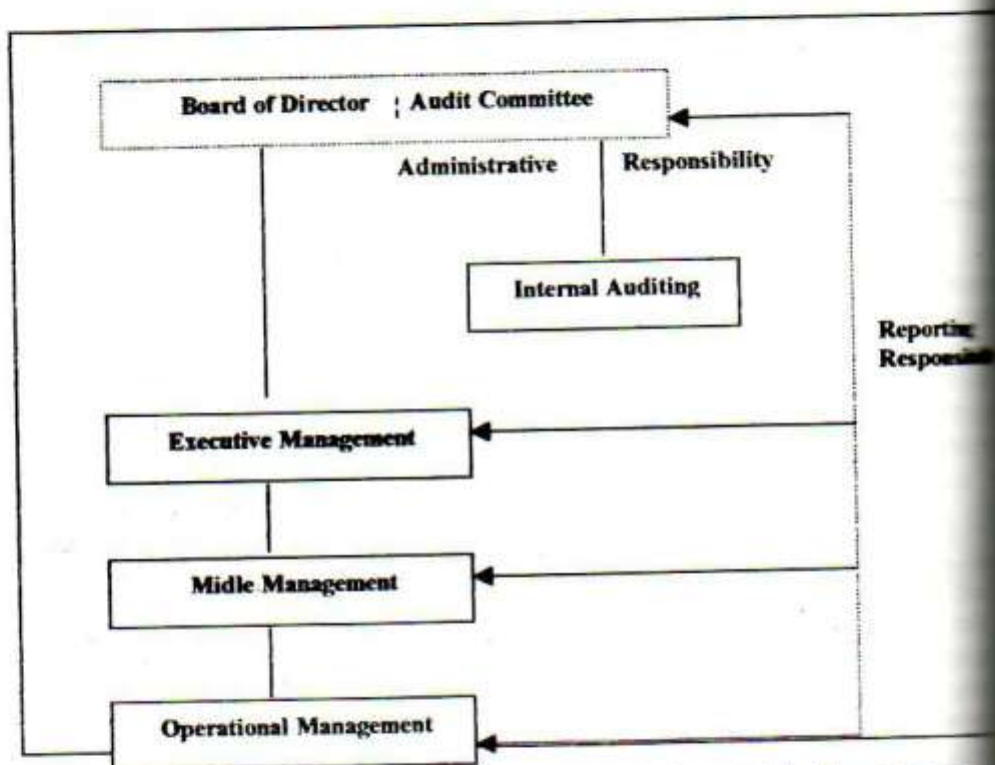 Board of Director ¦ Audit Committee
Administrative Responsibility
Internal Auditing
Reporting
Executive Management
Midle Management
Operational Management